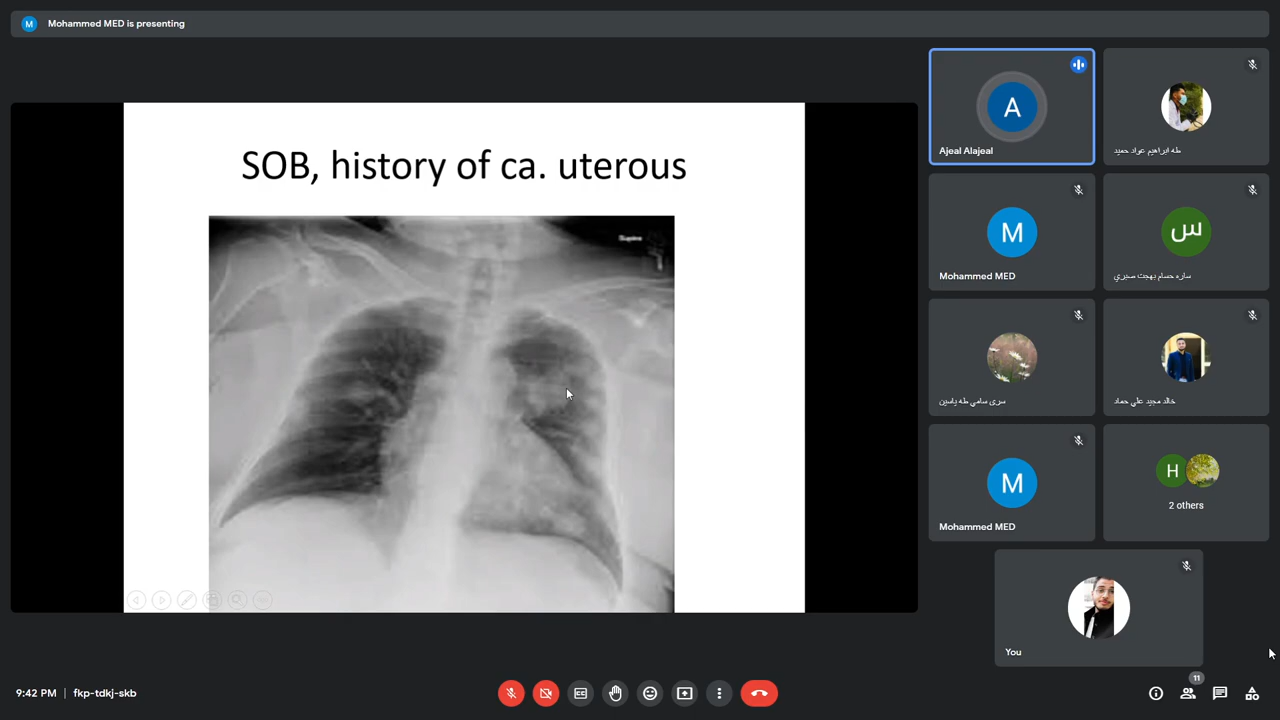 M
Mohammed MED is presenting
SOB, history of ca. uterous
Supine
A
Ajeal Alajeal
طه ابراهيم عواد حميد
M
Mohammed MED
س
ساره حسام بهجت صبري
سرى سامي طه ياسين
خالد مجيد علي حماد
M
Mohammed MED
H
2 others
You
9:42 PM | fkp-tdkj-skb
11